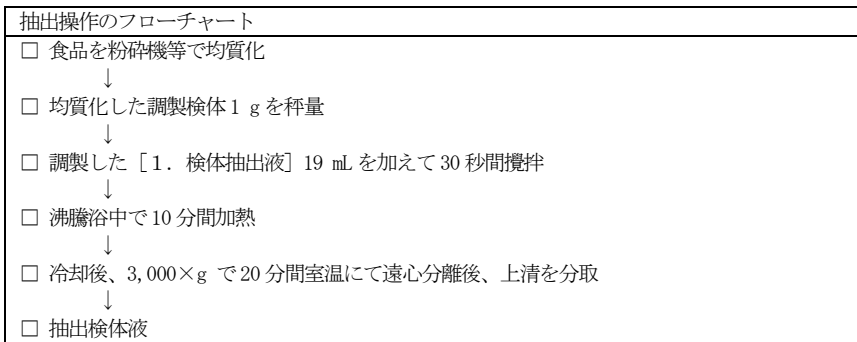 抽出操作のフローチャート
□ 食品を粉砕機等で均質化
↓
□ 均質化した調製検体１ g を秤量
↓
□ 調製した［１．検体抽出液］19 mL を加えて 30 秒間攪拌
↓
□ 沸騰浴中で 10 分間加熱
↓
□ 冷却後、3,000×g で 20 分間室温にて遠心分離後、上清を分取
↓
□ 抽出検体液